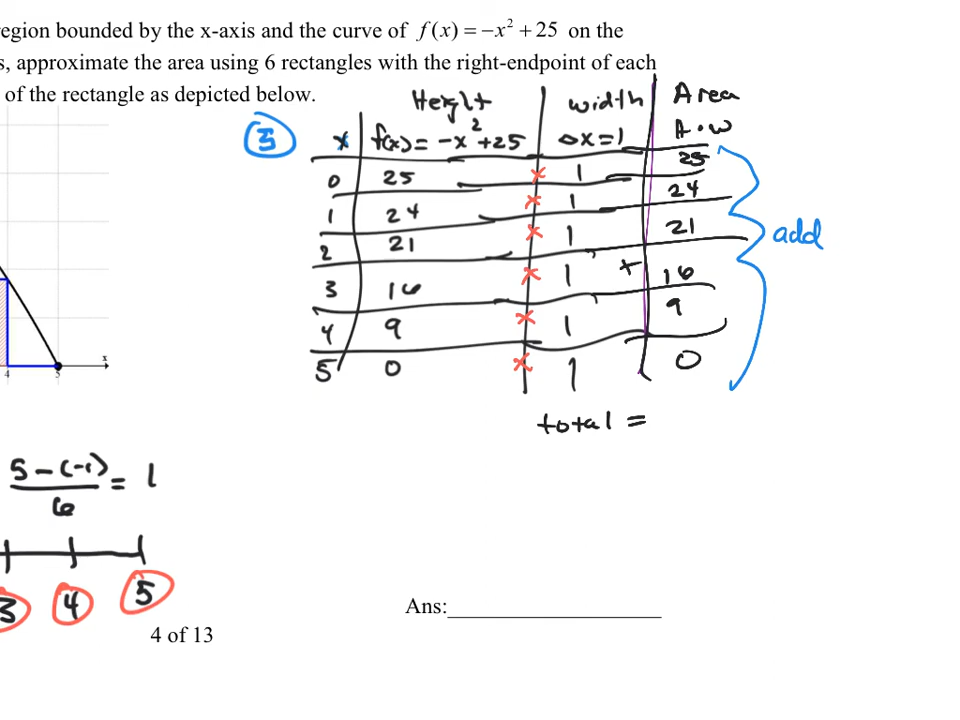 egion bounded by the x-axis and the curve of f(x) = −x² + 25 on the
s, approximate the area using 6 rectangles with the right-endpoint of each
of the rectangle as depicted below.
Height width Area
3 x f(x) = -x²+25 △x=1 A·W
0 25 x 1 25
1 24 x 1 24
2 21 x 1 21
3 16 x 1 + 16
4 9 x 1 9
5 0 x 1 0
add
total =
x
4 5
5-(-1) = 1
6
3 4 5
Ans:
4 of 13